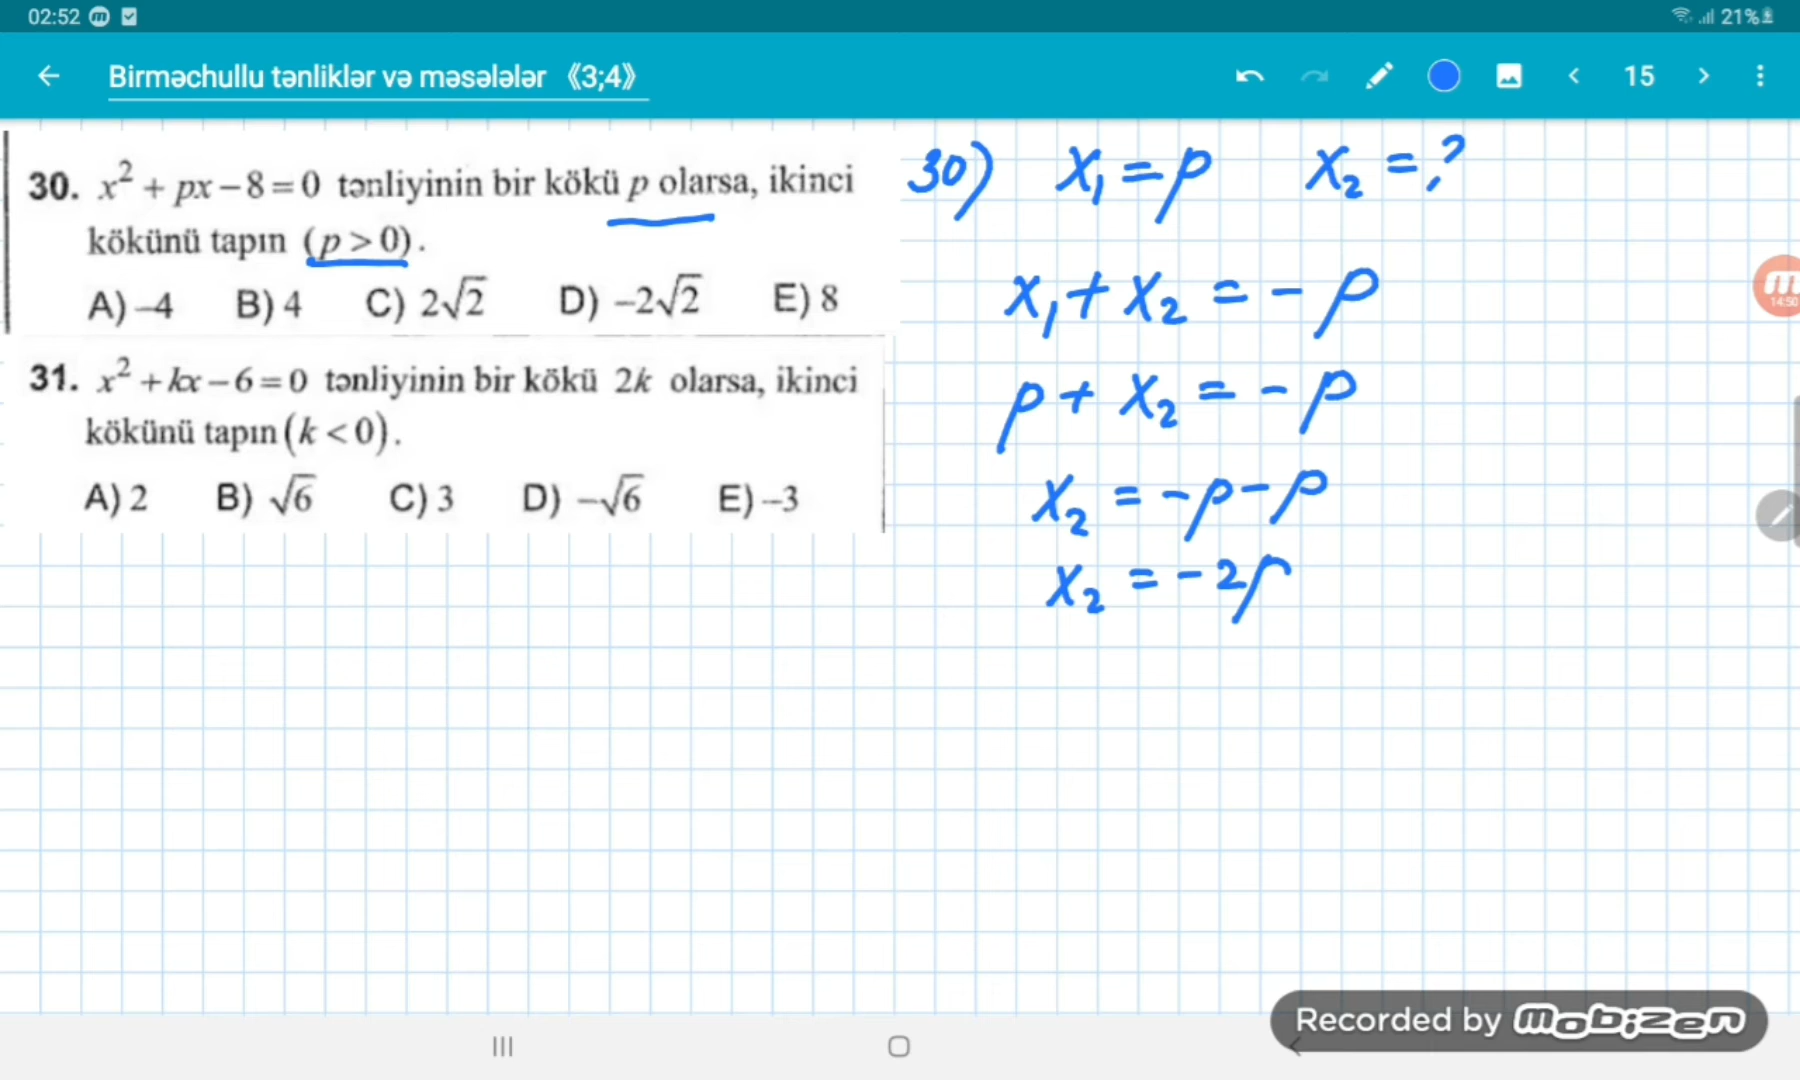 02:52
21%
Birməchullu tənliklər və məsələlər 《3;4》
15
30. x² + px – 8 = 0 tənliyinin bir kökü p olarsa, ikinci
kökünü tapın (p > 0).
A) –4 B) 4 C) 2√2 D) –2√2 E) 8
31. x² + kx – 6 = 0 tənliyinin bir kökü 2k olarsa, ikinci
kökünü tapın (k < 0).
A) 2 B) √6 C) 3 D) –√6 E) –3
30) x₁ = p x₂ = ?
x₁ + x₂ = - p
p + x₂ = - p
x₂ = -p - p
x₂ = - 2p
14:50
Recorded by mobizen